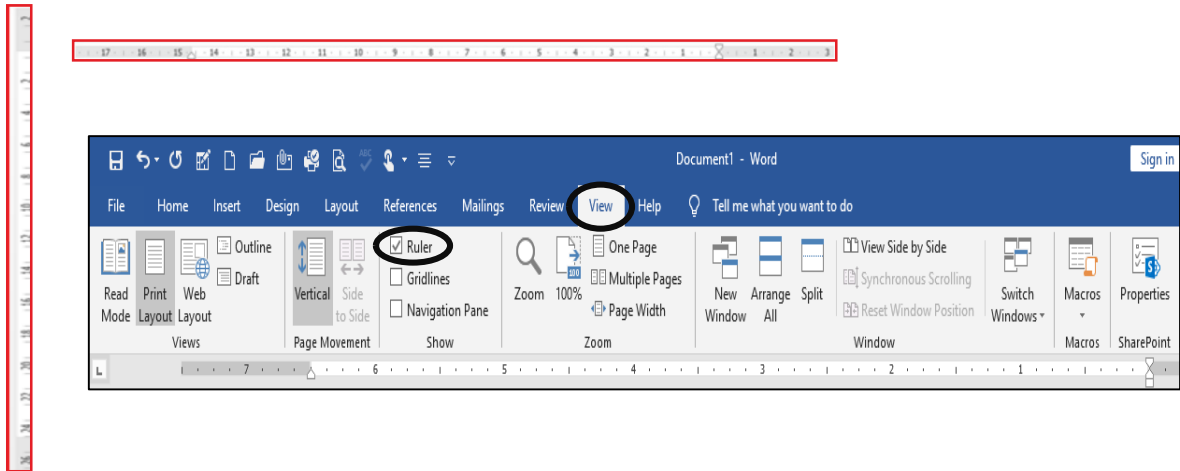 17 16 15 14 13 12 11 10 9 8 7 6 5 4 3 2 1 1 2 3
Document1 - Word
Sign in
File Home Insert Design Layout References Mailings Review View Help Tell me what you want to do
Read Mode
Print Layout
Web Layout
Outline
Draft
Views
Vertical
Side to Side
Page Movement
Ruler
Gridlines
Navigation Pane
Show
Zoom
100%
One Page
Multiple Pages
Page Width
Zoom
New Window
Arrange All
Split
View Side by Side
Synchronous Scrolling
Reset Window Position
Switch Windows
Window
Macros
Macros
Properties
SharePoint
L 7 6 5 4 3 2 1